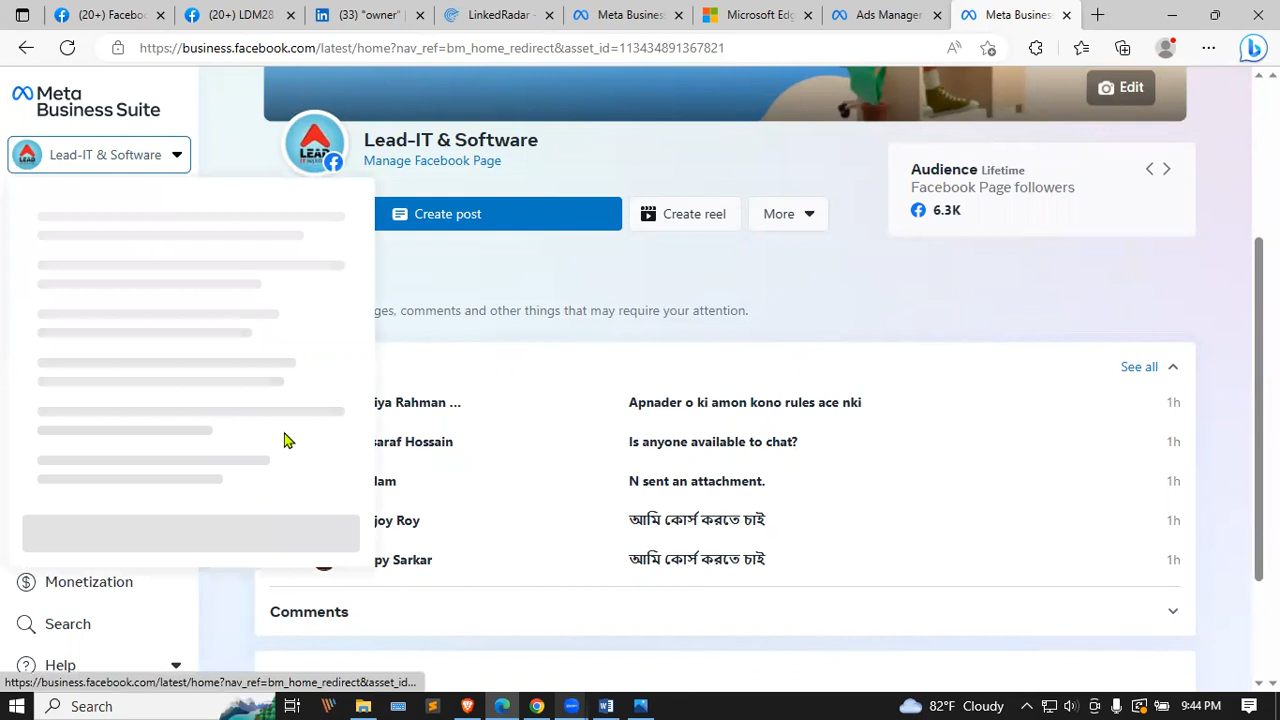 (20+) Facebook
(20+) LDM28
(33) "owner"
LinkedRadar -
Meta Busin
Microsoft Edg
Ads Manager
Meta Busine
https://business.facebook.com/latest/home?nav_ref=bm_home_redirect&asset_id=113434891367821
Meta
Business Suite
Lead-IT & Software
Monetization
Search
Help
LEAD
Edit
Lead-IT & Software
Manage Facebook Page
Create post
Create reel
More
Audience Lifetime
Facebook Page followers
6.3K
ges, comments and other things that may require your attention.
See all
iya Rahman ...
Apnader o ki amon kono rules ace nki
1h
saraf Hossain
Is anyone available to chat?
1h
lam
N sent an attachment.
1h
joy Roy
আমি কোর্স করতে চাই
1h
py Sarkar
আমি কোর্স করতে চাই
1h
Comments
https://business.facebook.com/latest/home?nav_ref=bm_home_redirect&asset_id...
Search
82°F Cloudy
9:44 PM